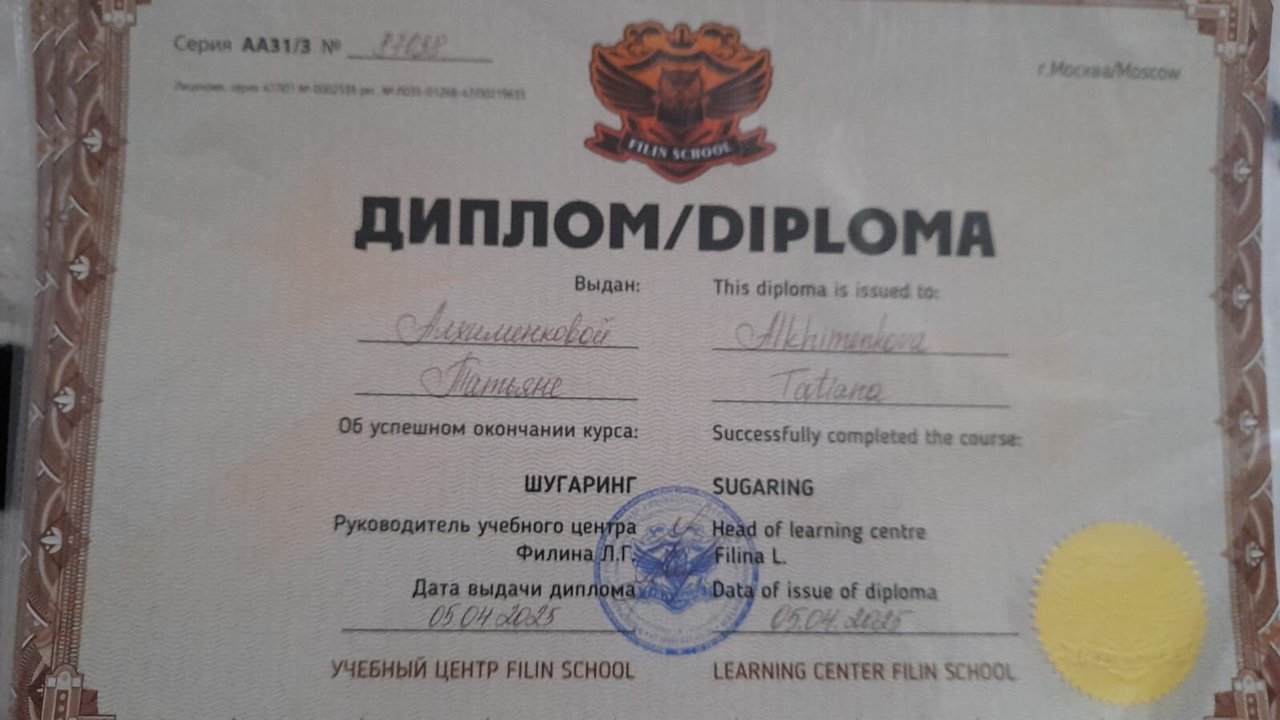 Серия АА31/3 №
г.Москва/Moscow
FILIN SCHOOL
ДИПЛОМ/DIPLOMA
Выдан: This diploma is issued to:
Алхименковой Alkhimenkova
Татьяне Tatiana
Об успешном окончании курса: Successfully completed the course:
ШУГАРИНГ SUGARING
Руководитель учебного центра Head of learning centre
Филина Л.Г. Filina L.
Дата выдачи диплома Data of issue of diploma
05.04.2025 05.04.2025
УЧЕБНЫЙ ЦЕНТР FILIN SCHOOL LEARNING CENTER FILIN SCHOOL